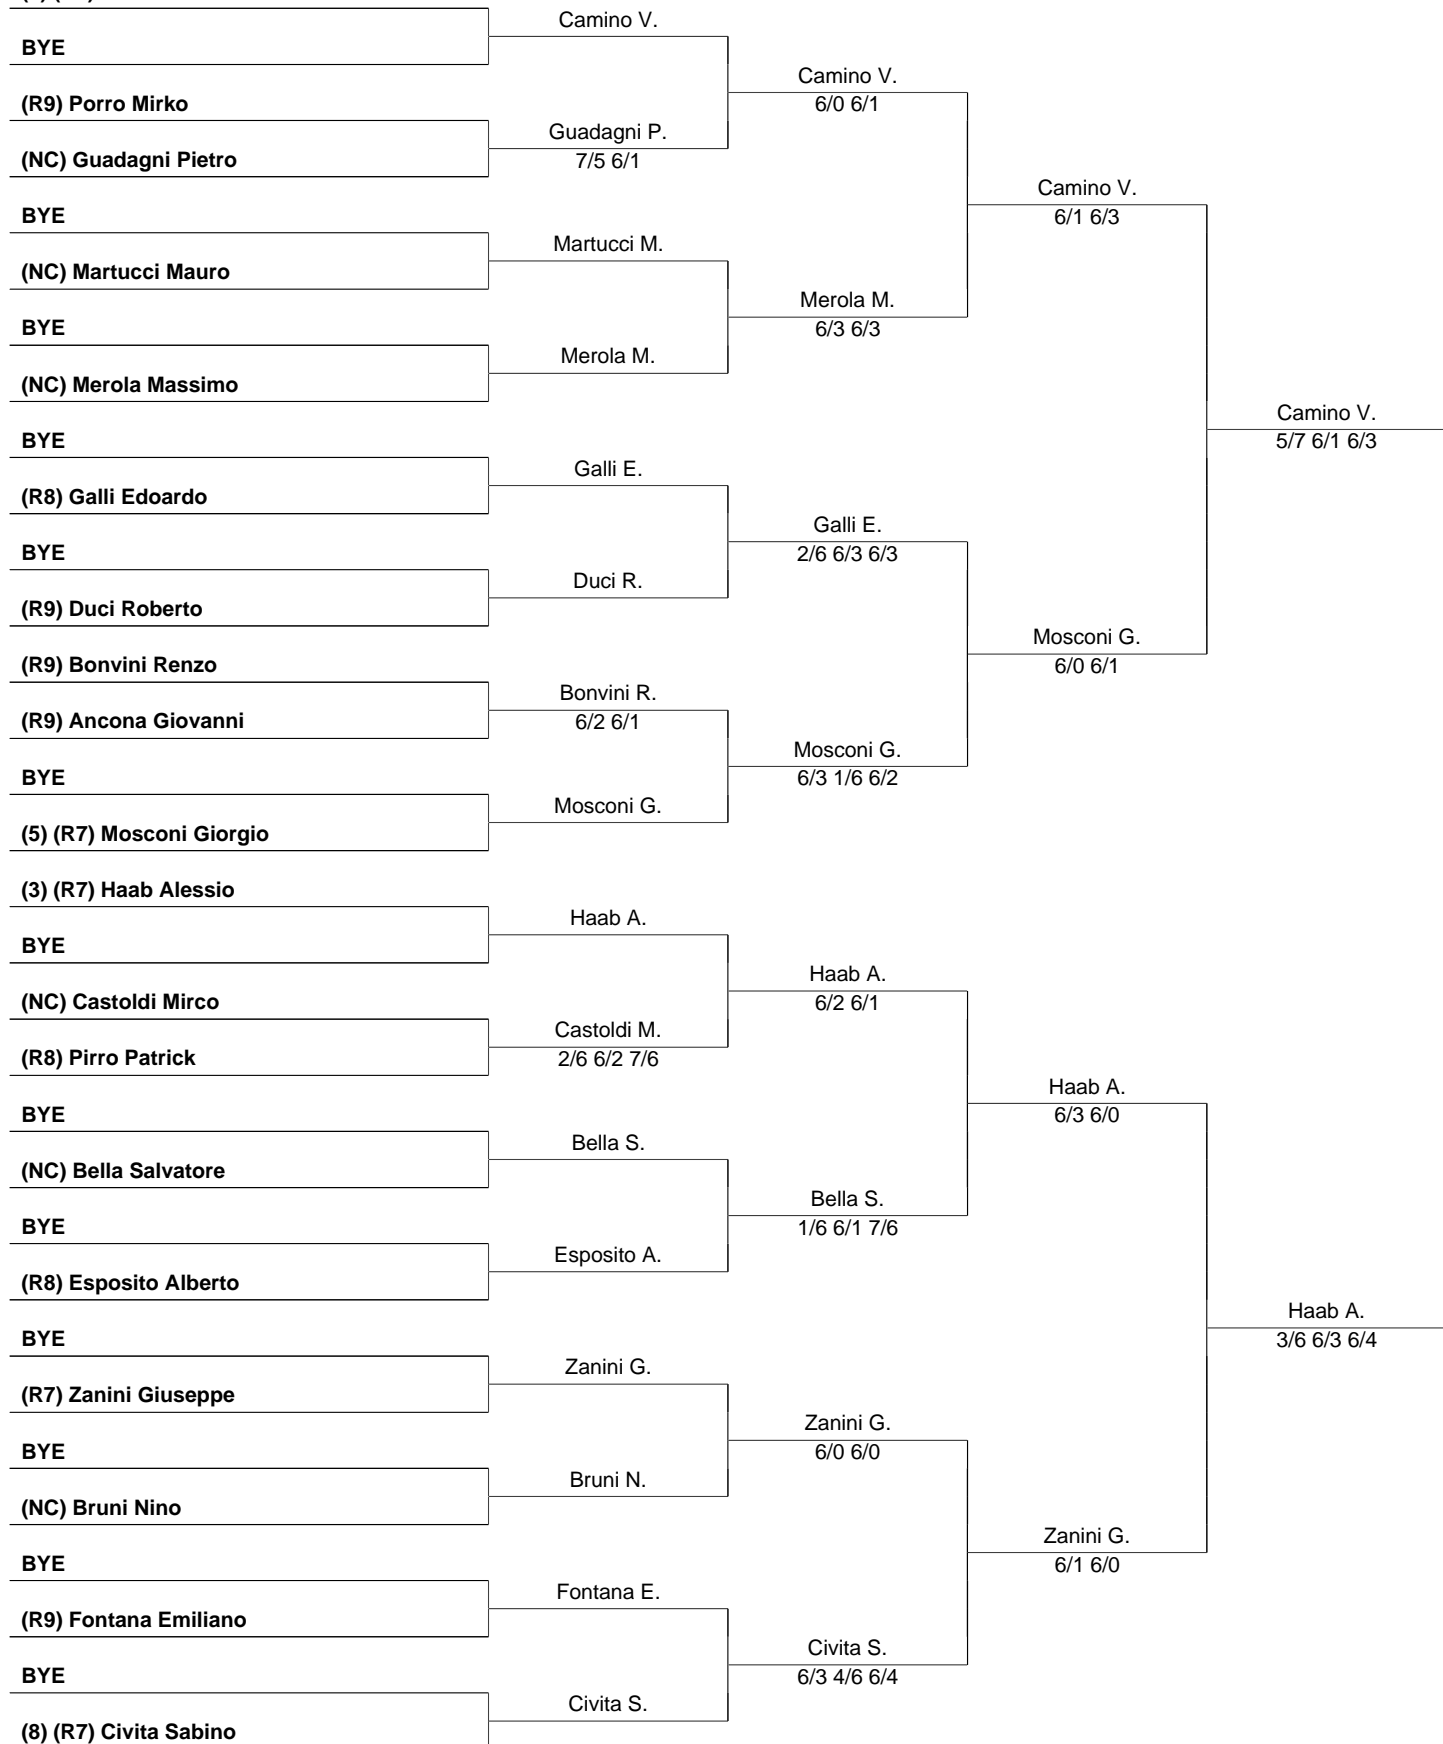 Camino V.
BYE
Camino V.
(R9) Porro Mirko
6/0 6/1
Guadagni P.
(NC) Guadagni Pietro
7/5 6/1
Camino V.
BYE
6/1 6/3
Martucci M.
(NC) Martucci Mauro
Merola M.
BYE
6/3 6/3
Merola M.
(NC) Merola Massimo
Camino V.
BYE
5/7 6/1 6/3
Galli E.
(R8) Galli Edoardo
Galli E.
BYE
2/6 6/3 6/3
Duci R.
(R9) Duci Roberto
Mosconi G.
(R9) Bonvini Renzo
6/0 6/1
Bonvini R.
(R9) Ancona Giovanni
6/2 6/1
Mosconi G.
BYE
6/3 1/6 6/2
Mosconi G.
(5) (R7) Mosconi Giorgio
(3) (R7) Haab Alessio
Haab A.
BYE
Haab A.
(NC) Castoldi Mirco
6/2 6/1
Castoldi M.
(R8) Pirro Patrick
2/6 6/2 7/6
Haab A.
BYE
6/3 6/0
Bella S.
(NC) Bella Salvatore
Bella S.
BYE
1/6 6/1 7/6
Esposito A.
(R8) Esposito Alberto
Haab A.
BYE
3/6 6/3 6/4
Zanini G.
(R7) Zanini Giuseppe
Zanini G.
BYE
6/0 6/0
Bruni N.
(NC) Bruni Nino
Zanini G.
BYE
6/1 6/0
Fontana E.
(R9) Fontana Emiliano
Civita S.
BYE
6/3 4/6 6/4
Civita S.
(8) (R7) Civita Sabino